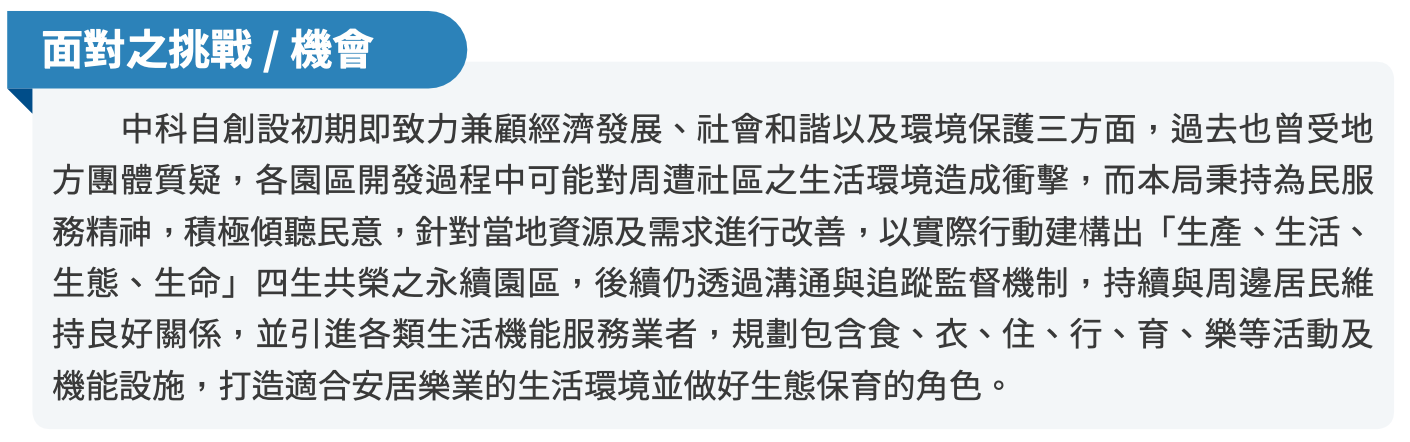 面對之挑戰 / 機會
中科自創設初期即致力兼顧經濟發展、社會和諧以及環境保護三方面，過去也曾受地
方團體質疑，各園區開發過程中可能對周遭社區之生活環境造成衝擊，而本局秉持為民服
務精神，積極傾聽民意，針對當地資源及需求進行改善，以實際行動建構出「生產、生活、
生態、生命」四生共榮之永續園區，後續仍透過溝通與追蹤監督機制，持續與周邊居民維
持良好關係，並引進各類生活機能服務業者，規劃包含食、衣、住、行、育、樂等活動及
機能設施，打造適合安居樂業的生活環境並做好生態保育的角色。